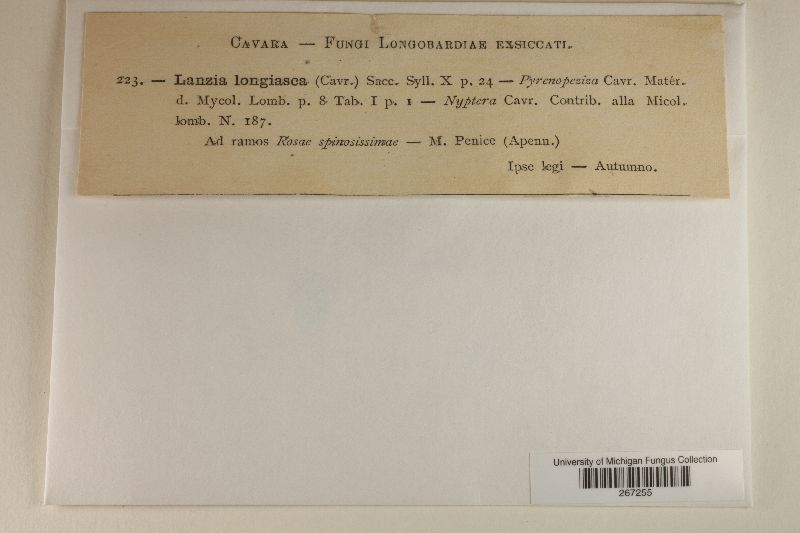 CAVARA — FUNGI LONGOBARDIAE EXSICCATI.
223. — Lanzia longiasca (Cavr.) Sacc. Syll. X p. 24 — Pyrenopeziza Cavr. Matér.
d. Mycol. Lomb. p. 8 Tab. I p. 1 — Nyptera Cavr. Contrib. alla Micol.
lomb. N. 187.
Ad ramos Rosae spinosissimae — M. Penice (Apenn.)
Ipse legi — Autumno.
University of Michigan Fungus Collection
267255